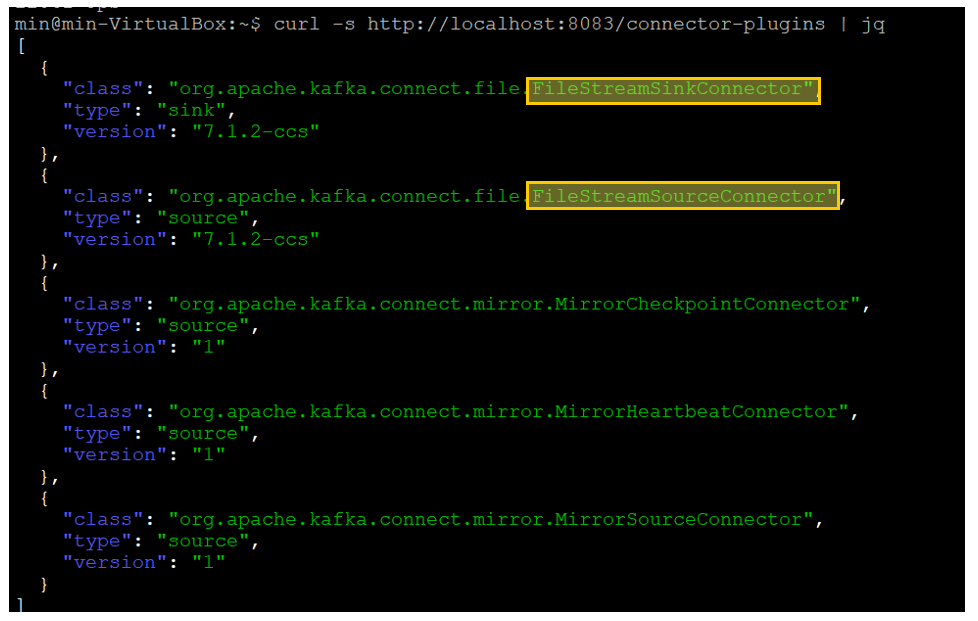 min@min-VirtualBox:~$ curl -s http://localhost:8083/connector-plugins | jq
[
  {
    "class": "org.apache.kafka.connect.file.FileStreamSinkConnector",
    "type": "sink",
    "version": "7.1.2-ccs"
  },
  {
    "class": "org.apache.kafka.connect.file.FileStreamSourceConnector",
    "type": "source",
    "version": "7.1.2-ccs"
  },
  {
    "class": "org.apache.kafka.connect.mirror.MirrorCheckpointConnector",
    "type": "source",
    "version": "1"
  },
  {
    "class": "org.apache.kafka.connect.mirror.MirrorHeartbeatConnector",
    "type": "source",
    "version": "1"
  },
  {
    "class": "org.apache.kafka.connect.mirror.MirrorSourceConnector",
    "type": "source",
    "version": "1"
  }
]